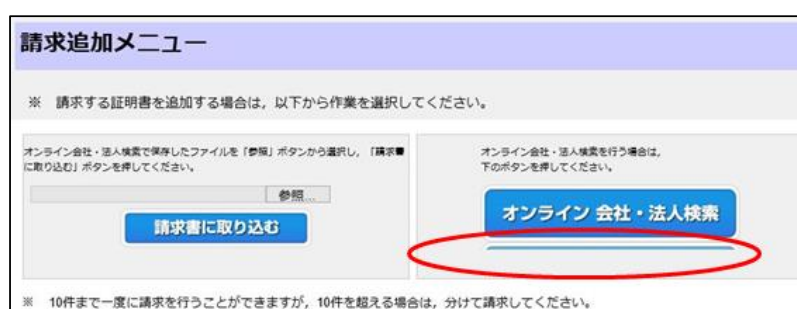 請求追加メニュー
※ 請求する証明書を追加する場合は，以下から作業を選択してください。
オンライン会社・法人検索で保存したファイルを「参照」ボタンから選択し，「請求書
に取り込む」ボタンを押してください。
参照...
請求書に取り込む
オンライン会社・法人検索を行う場合は，
下のボタンを押してください。
オンライン 会社・法人検索
※ 10件まで一度に請求を行うことができますが，10件を超える場合は，分けて請求してください。